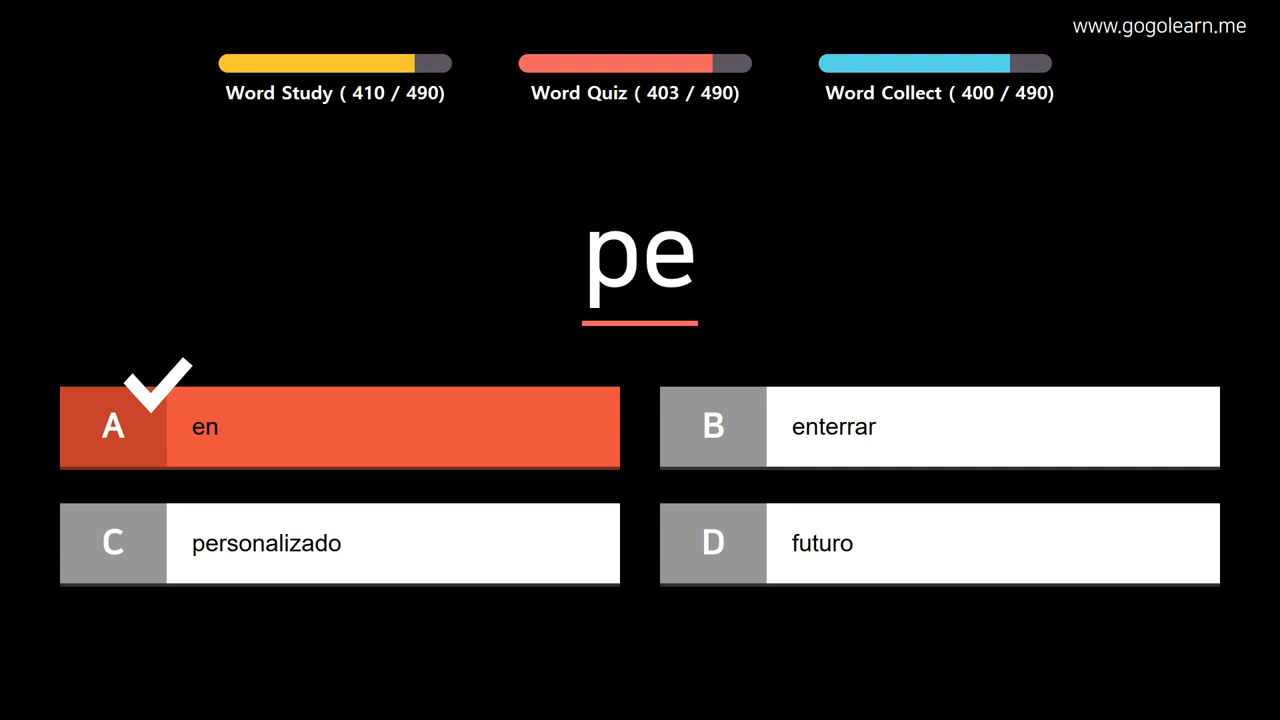 www.gogolearn.me
Word Study ( 410 / 490)
Word Quiz ( 403 / 490)
Word Collect ( 400 / 490)
pe
A en
B enterrar
C personalizado
D futuro